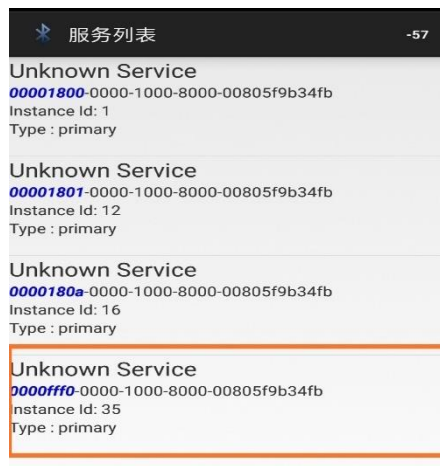 服务列表
-57
Unknown Service
00001800-0000-1000-8000-00805f9b34fb
Instance Id: 1
Type : primary
Unknown Service
00001801-0000-1000-8000-00805f9b34fb
Instance Id: 12
Type : primary
Unknown Service
0000180a-0000-1000-8000-00805f9b34fb
Instance Id: 16
Type : primary
Unknown Service
0000fff0-0000-1000-8000-00805f9b34fb
Instance Id: 35
Type : primary